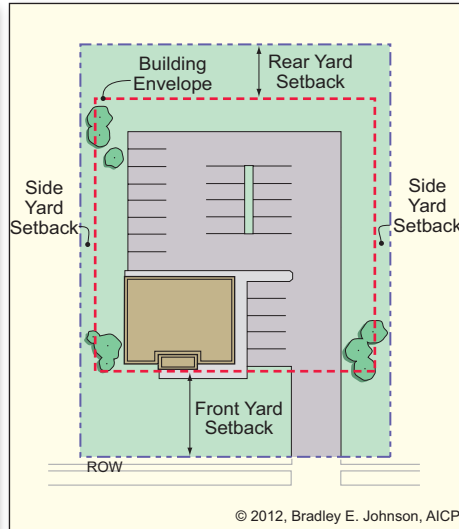 Building
Envelope
Rear Yard
Setback
Side
Yard
Setback
Side
Yard
Setback
Front Yard
Setback
ROW
© 2012, Bradley E. Johnson, AICP